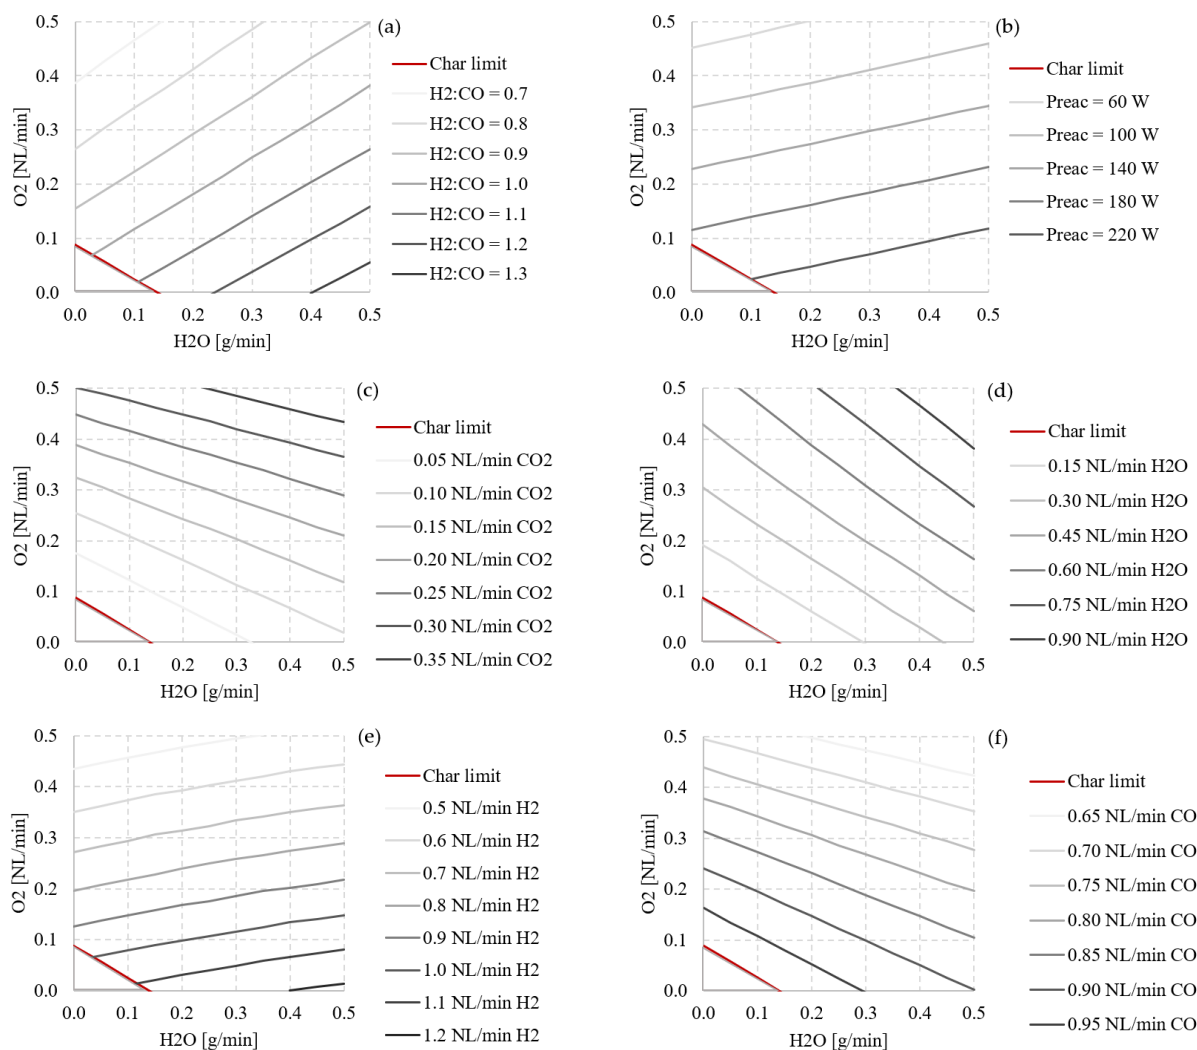 (a)
O2 [NL/min]
0.5
0.4
0.3
0.2
0.1
0.0
0.0 0.1 0.2 0.3 0.4 0.5
H2O [g/min]
Char limit
H2:CO = 0.7
H2:CO = 0.8
H2:CO = 0.9
H2:CO = 1.0
H2:CO = 1.1
H2:CO = 1.2
H2:CO = 1.3
(b)
O2 [NL/min]
0.5
0.4
0.3
0.2
0.1
0.0
0.0 0.1 0.2 0.3 0.4 0.5
H2O [g/min]
Char limit
Preac = 60 W
Preac = 100 W
Preac = 140 W
Preac = 180 W
Preac = 220 W
(c)
O2 [NL/min]
0.5
0.4
0.3
0.2
0.1
0.0
0.0 0.1 0.2 0.3 0.4 0.5
H2O [g/min]
Char limit
0.05 NL/min CO2
0.10 NL/min CO2
0.15 NL/min CO2
0.20 NL/min CO2
0.25 NL/min CO2
0.30 NL/min CO2
0.35 NL/min CO2
(d)
O2 [NL/min]
0.5
0.4
0.3
0.2
0.1
0.0
0.0 0.1 0.2 0.3 0.4 0.5
H2O [g/min]
Char limit
0.15 NL/min H2O
0.30 NL/min H2O
0.45 NL/min H2O
0.60 NL/min H2O
0.75 NL/min H2O
0.90 NL/min H2O
(e)
O2 [NL/min]
0.5
0.4
0.3
0.2
0.1
0.0
0.0 0.1 0.2 0.3 0.4 0.5
H2O [g/min]
Char limit
0.5 NL/min H2
0.6 NL/min H2
0.7 NL/min H2
0.8 NL/min H2
0.9 NL/min H2
1.0 NL/min H2
1.1 NL/min H2
1.2 NL/min H2
(f)
O2 [NL/min]
0.5
0.4
0.3
0.2
0.1
0.0
0.0 0.1 0.2 0.3 0.4 0.5
H2O [g/min]
Char limit
0.65 NL/min CO
0.70 NL/min CO
0.75 NL/min CO
0.80 NL/min CO
0.85 NL/min CO
0.90 NL/min CO
0.95 NL/min CO